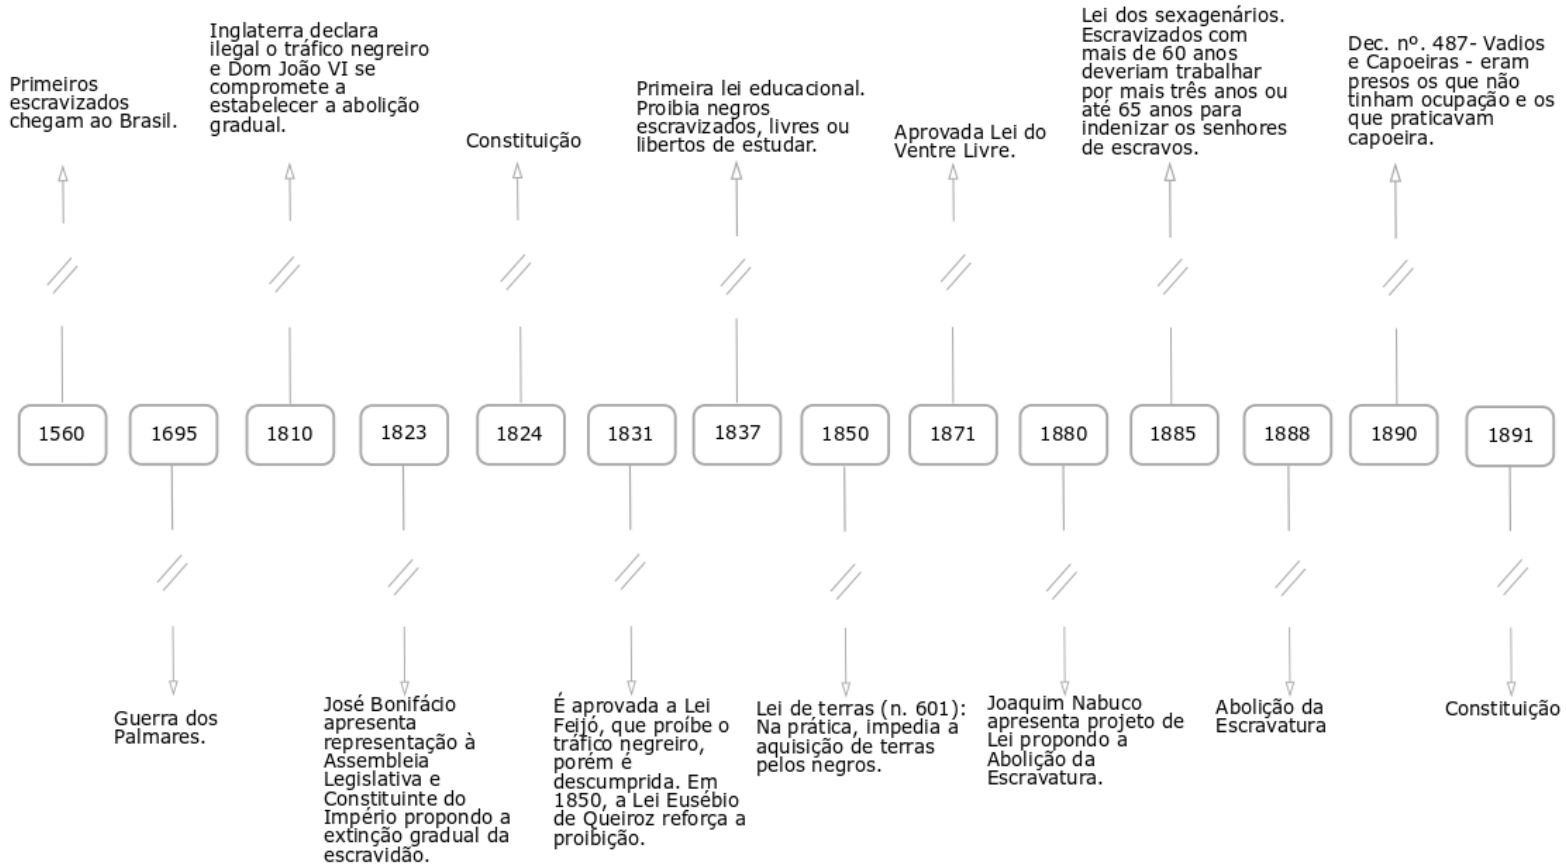 Primeiros
escravizados
chegam ao Brasil.
Inglaterra declara
ilegal o tráfico negreiro
e Dom João VI se
compromete a
estabelecer a abolição
gradual.
Constituição
Primeira lei educacional.
Proibia negros
escravizados, livres ou
libertos de estudar.
Aprovada Lei do
Ventre Livre.
Lei dos sexagenários.
Escravizados com
mais de 60 anos
deveriam trabalhar
por mais três anos ou
até 65 anos para
indenizar os senhores
de escravos.
Dec. nº. 487- Vadios
e Capoeiras - eram
presos os que não
tinham ocupação e os
que praticavam
capoeira.
1560
1695
1810
1823
1824
1831
1837
1850
1871
1880
1885
1888
1890
1891
Guerra dos
Palmares.
José Bonifácio
apresenta
representação à
Assembleia
Legislativa e
Constituinte do
Império propondo a
extinção gradual da
escravidão.
É aprovada a Lei
Feijó, que proíbe o
tráfico negreiro,
porém é
descumprida. Em
1850, a Lei Eusébio
de Queiroz reforça a
proibição.
Lei de terras (n. 601):
Na prática, impedia a
aquisição de terras
pelos negros.
Joaquim Nabuco
apresenta projeto de
Lei propondo a
Abolição da
Escravatura.
Abolição da
Escravatura
Constituição